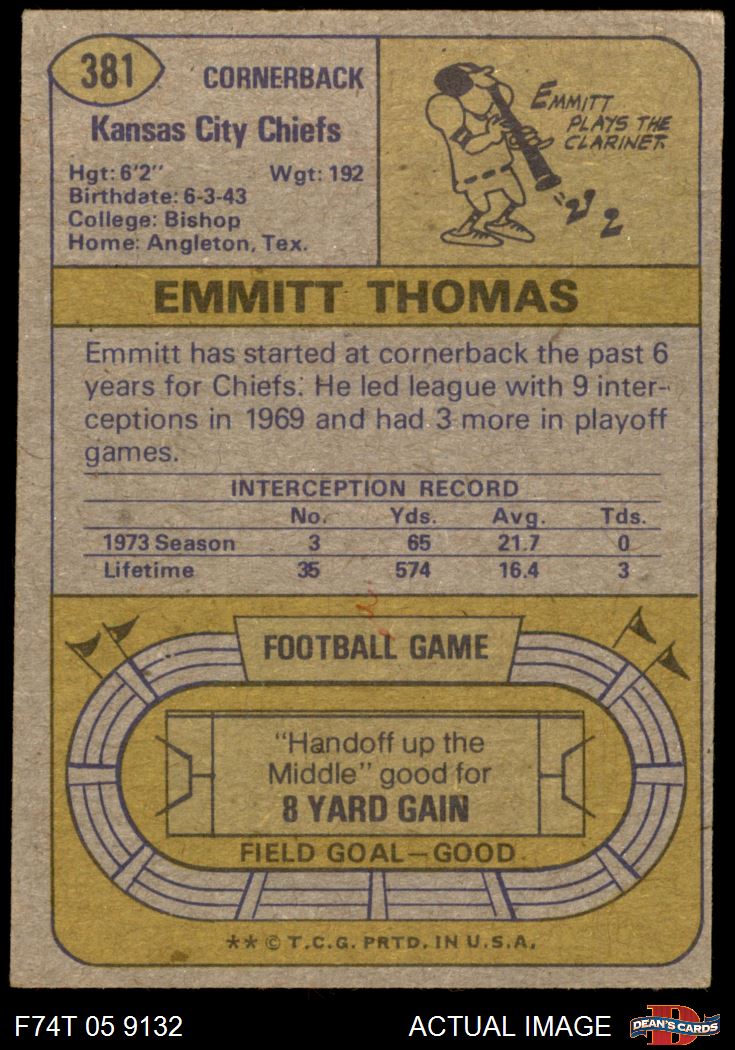 381
CORNERBACK
Kansas City Chiefs
Hgt: 6'2" Wgt: 192
Birthdate: 6-3-43
College: Bishop
Home: Angleton, Tex.
EMMITT
PLAYS THE
CLARINET.
EMMITT THOMAS
Emmitt has started at cornerback the past 6
years for Chiefs. He led league with 9 inter-
ceptions in 1969 and had 3 more in playoff
games.
INTERCEPTION RECORD
No. Yds. Avg. Tds.
1973 Season 3 65 21.7 0
Lifetime 35 574 16.4 3
FOOTBALL GAME
"Handoff up the
Middle" good for
8 YARD GAIN
FIELD GOAL—GOOD
** © T.C.G. PRTD. IN U.S.A.
F74T 05 9132 ACTUAL IMAGE
DEAN'S CARDS